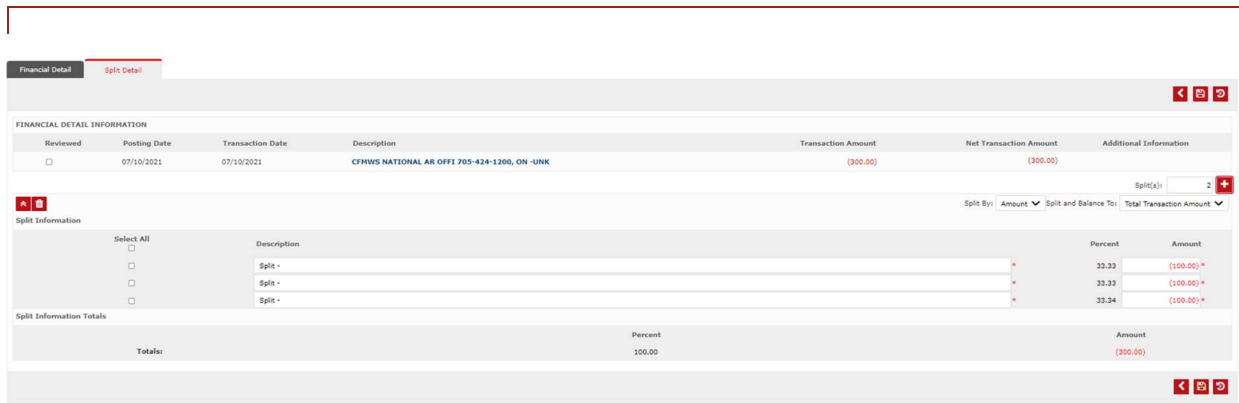 Financial Detail Split Detail
FINANCIAL DETAIL INFORMATION
Reviewed Posting Date Transaction Date Description Transaction Amount Net Transaction Amount Additional Information
07/10/2021 07/10/2021 CFMWS NATIONAL AR OFFI 705-424-1200, ON -UNK (300.00) (300.00)
Split(s): 2
Split By: Amount Split and Balance To: Total Transaction Amount
Split Information
Select All Description Percent Amount
Split - * 33.33 (100.00) *
Split - * 33.33 (100.00) *
Split - * 33.34 (100.00) *
Split Information Totals
Percent Amount
Totals: 100.00 (300.00)